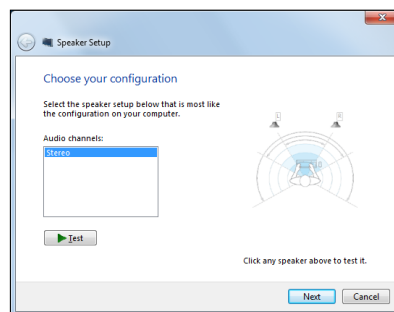 Speaker Setup
Choose your configuration
Select the speaker setup below that is most like
the configuration on your computer.
Audio channels:
Stereo
L
R
Test
Click any speaker above to test it.
Next
Cancel